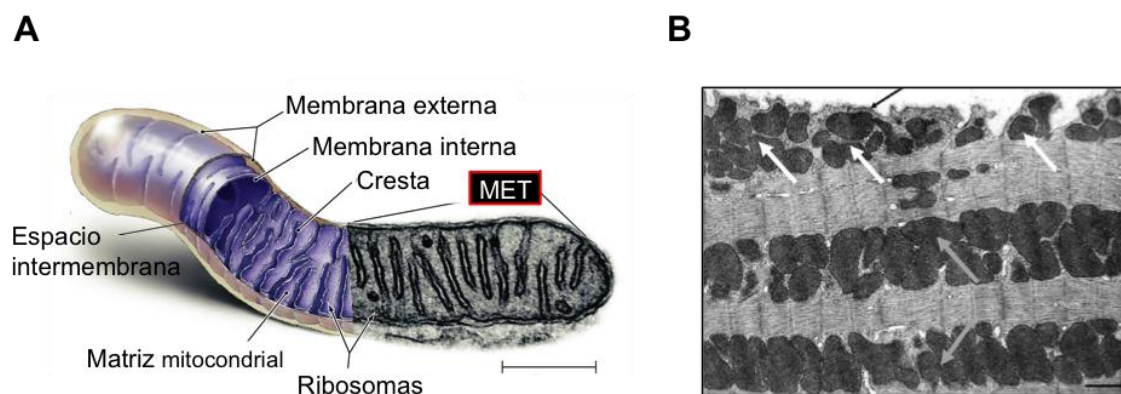 A
B
Membrana externa
Membrana interna
Cresta
MET
Espacio
intermembrana
Matriz mitocondrial
Ribosomas